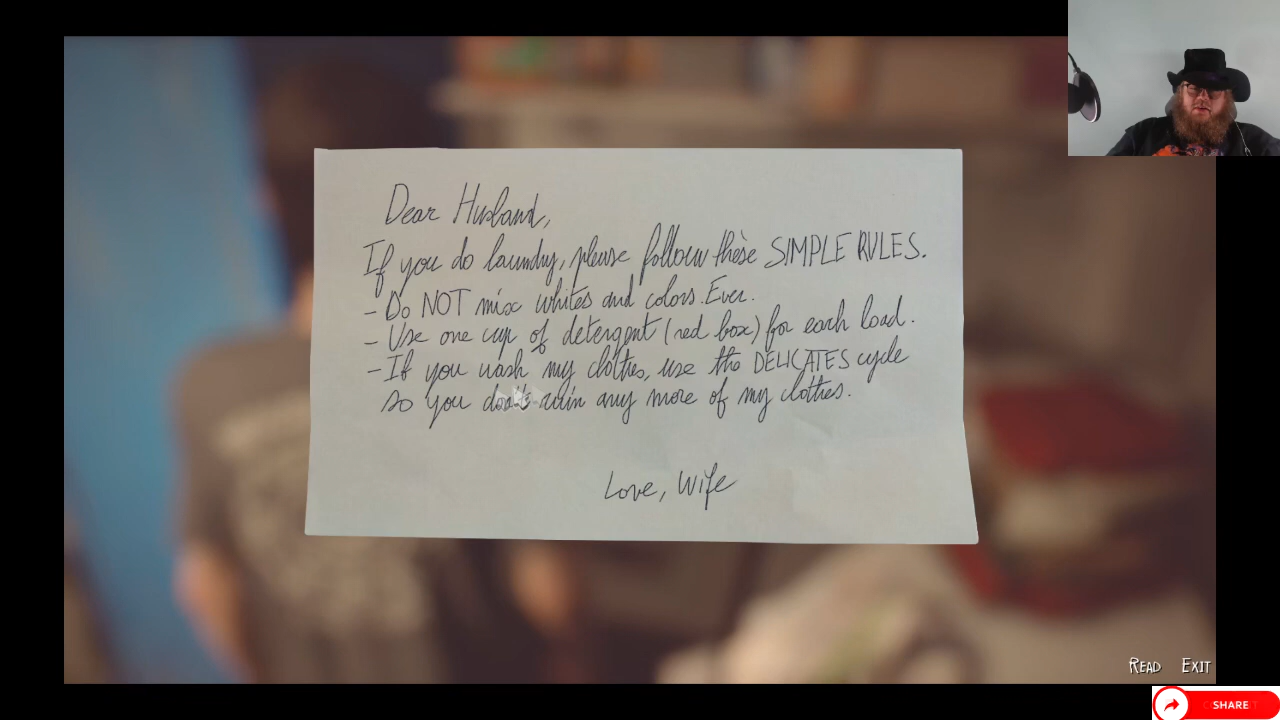 Dear Husband,
If you do laundry, please follow these SIMPLE RULES.
- Do NOT mix whites and colors. Ever.
- Use one cup of detergent (red box) for each load.
- If you wash my clothes, use the DELICATES cycle
so you don't ruin any more of my clothes.
Love, Wife
READ EXIT
SHARE